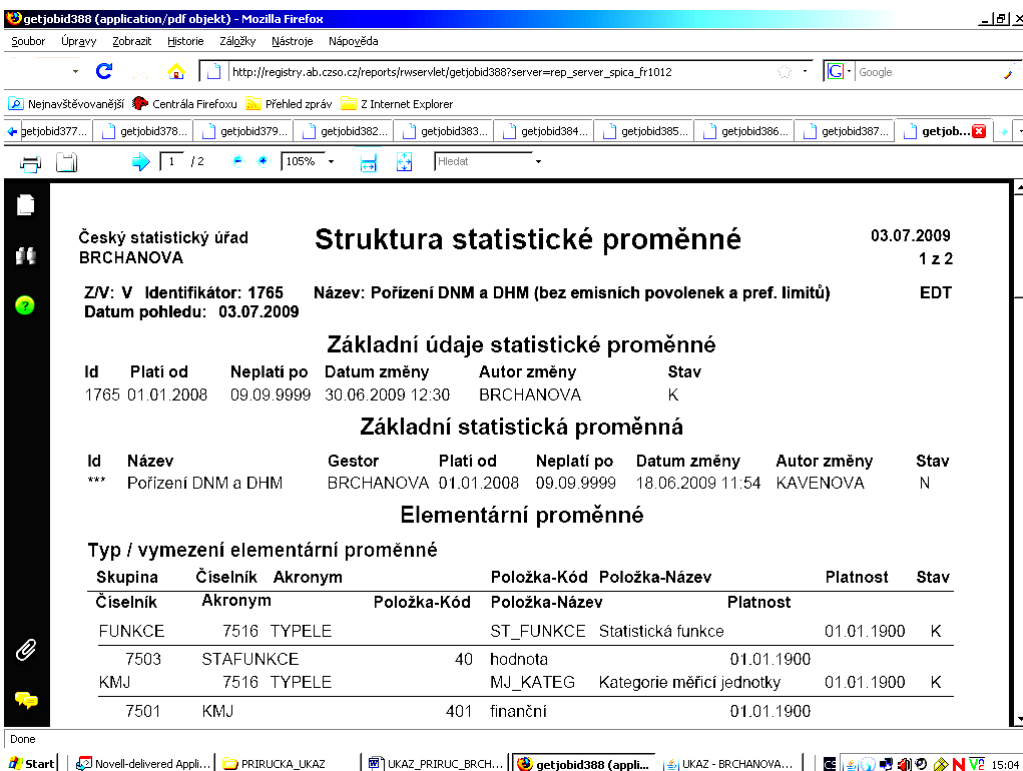 getjobid388 (application/pdf objekt) - Mozilla Firefox
Soubor Úpravy Zobrazit Historie Záložky Nástroje Nápověda
http://registry.ab.czso.cz/reports/rwservlet/getjobid388?server=rep_server_spica_fr1012 Google
Nejnavštěvovanější Centrála Firefoxu Přehled zpráv Z Internet Explorer
getjobid377... getjobid378... getjobid379... getjobid382... getjobid383... getjobid384... getjobid385... getjobid386... getjobid387... getjob...
1 / 2 105% Hledat
Český statistický úřad Struktura statistické proměnné 03.07.2009
BRCHANOVA 1 z 2
Z/V: V Identifikátor: 1765 Název: Pořízení DNM a DHM (bez emisních povolenek a pref. limitů) EDT
Datum pohledu: 03.07.2009
Základní údaje statistické proměnné
Id Platí od Neplatí po Datum změny Autor změny Stav
1765 01.01.2008 09.09.9999 30.06.2009 12:30 BRCHANOVA K
Základní statistická proměnná
Id Název Gestor Platí od Neplatí po Datum změny Autor změny Stav
*** Pořízení DNM a DHM BRCHANOVA 01.01.2008 09.09.9999 18.06.2009 11:54 KAVENOVA N
Elementární proměnné
Typ / vymezení elementární proměnné
Skupina Číselník Akronym Položka-Kód Položka-Název Platnost Stav
Číselník Akronym Položka-Kód Položka-Název Platnost
FUNKCE 7516 TYPELE ST_FUNKCE Statistická funkce 01.01.1900 K
7503 STAFUNKCE 40 hodnota 01.01.1900
KMJ 7516 TYPELE MJ_KATEG Kategorie měřicí jednotky 01.01.1900 K
7501 KMJ 401 finanční 01.01.1900
Done
Start Novell-delivered Appli... PRIRUCKA_UKAZ UKAZ_PRIRUC_BRCH... getjobid388 (appli... UKAZ - BRCHANOVA... 15:04